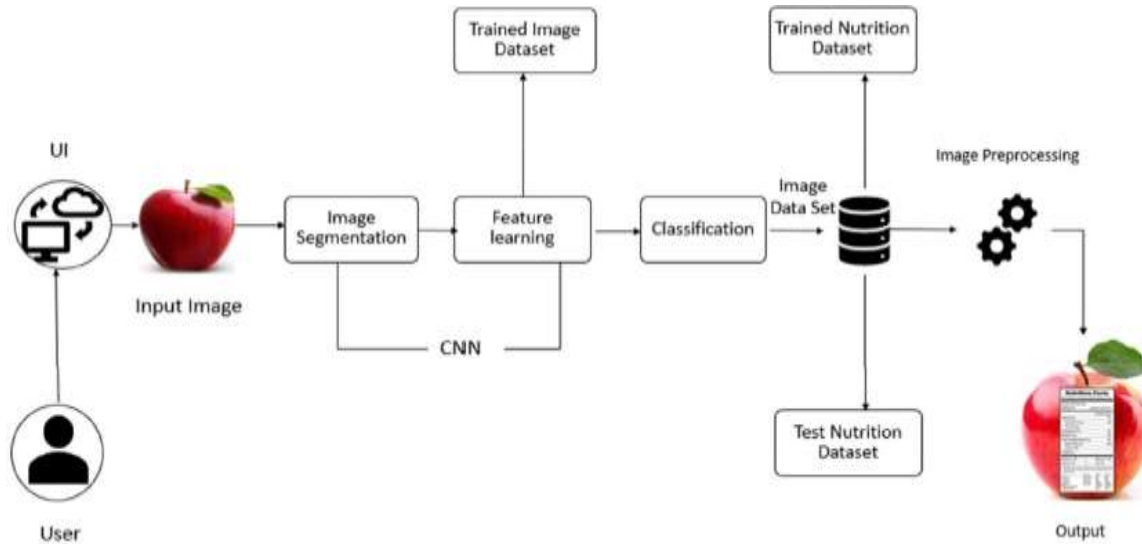 Trained Image
Dataset
Trained Nutrition
Dataset
UI
Image Preprocessing
Image
Data Set
Image
Segmentation
Feature
learning
Classification
Input Image
CNN
Test Nutrition
Dataset
User
Output